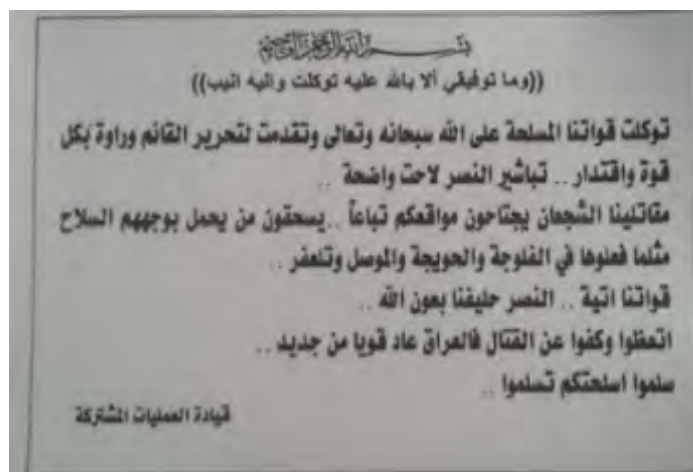 بسم الله الرحمن الرحيم
((وما توفيقي ألا بالله عليه توكلت واليه انيب))
توكلت قواتنا المسلحة على الله سبحانه وتعالى وتقدمت لتحرير القائم وراوة بكل
قوة واقتدار .. تباشير النصر لاحت واضحة ..
مقاتلينا الشجعان يجتاحون مواقعكم تباعاً ..يسحقون من يحمل بوجههم السلاح
مثلما فعلوها في الفلوجة والحويجة والموصل وتلعفر ..
قواتنا اتية .. النصر حليفنا بعون الله ..
اتعظوا وكفوا عن القتال فالعراق عاد قويا من جديد ..
سلموا اسلحتكم تسلموا ..
قيادة العمليات المشتركة